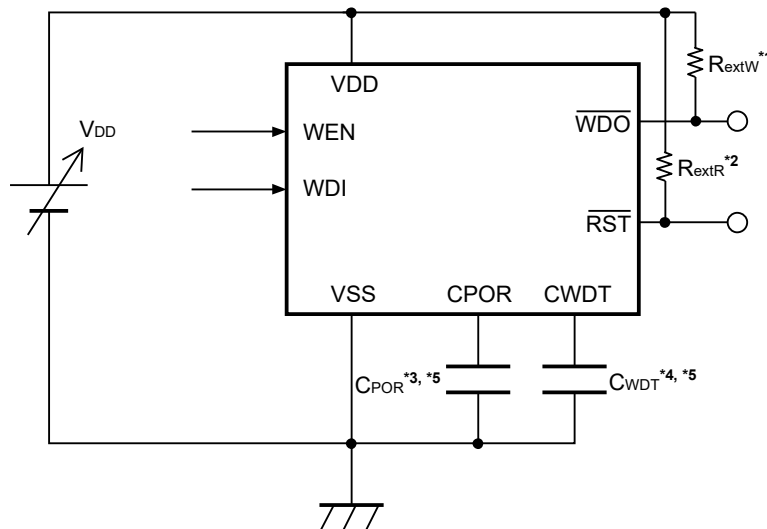 VDD
RextW*1
WDO
VDD
WEN
RextR*2
WDI
RST
VSS CPOR CWDT
CPOR*3, *5
CWDT*4, *5